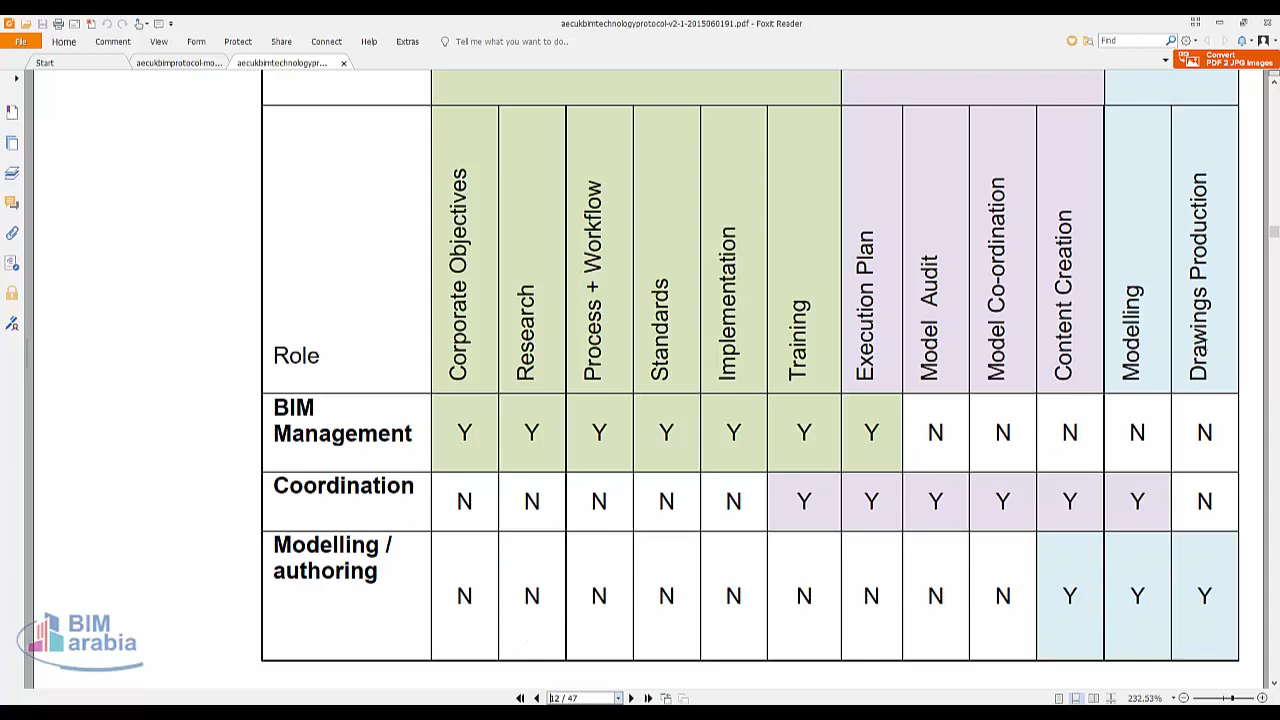 aecukbimtechnologyprotocol-v2-1-2015060191.pdf - Foxit Reader
File Home Comment View Form Protect Share Connect Help Extras Tell me what you want to do.. Find
Start aecukbimprotocol-mo... aecukbimtechnologypr...
Convert
PDF 2 JPG Images
Role Corporate Objectives Research Process + Workflow Standards Implementation Training Execution Plan Model Audit Model Co-ordination Content Creation Modelling Drawings Production
BIM
Management Y Y Y Y Y Y Y N N N N N
Coordination N N N N N Y Y Y Y Y Y N
Modelling /
authoring N N N N N N N N N Y Y Y
BIM
arabia
12 / 47 232.53%